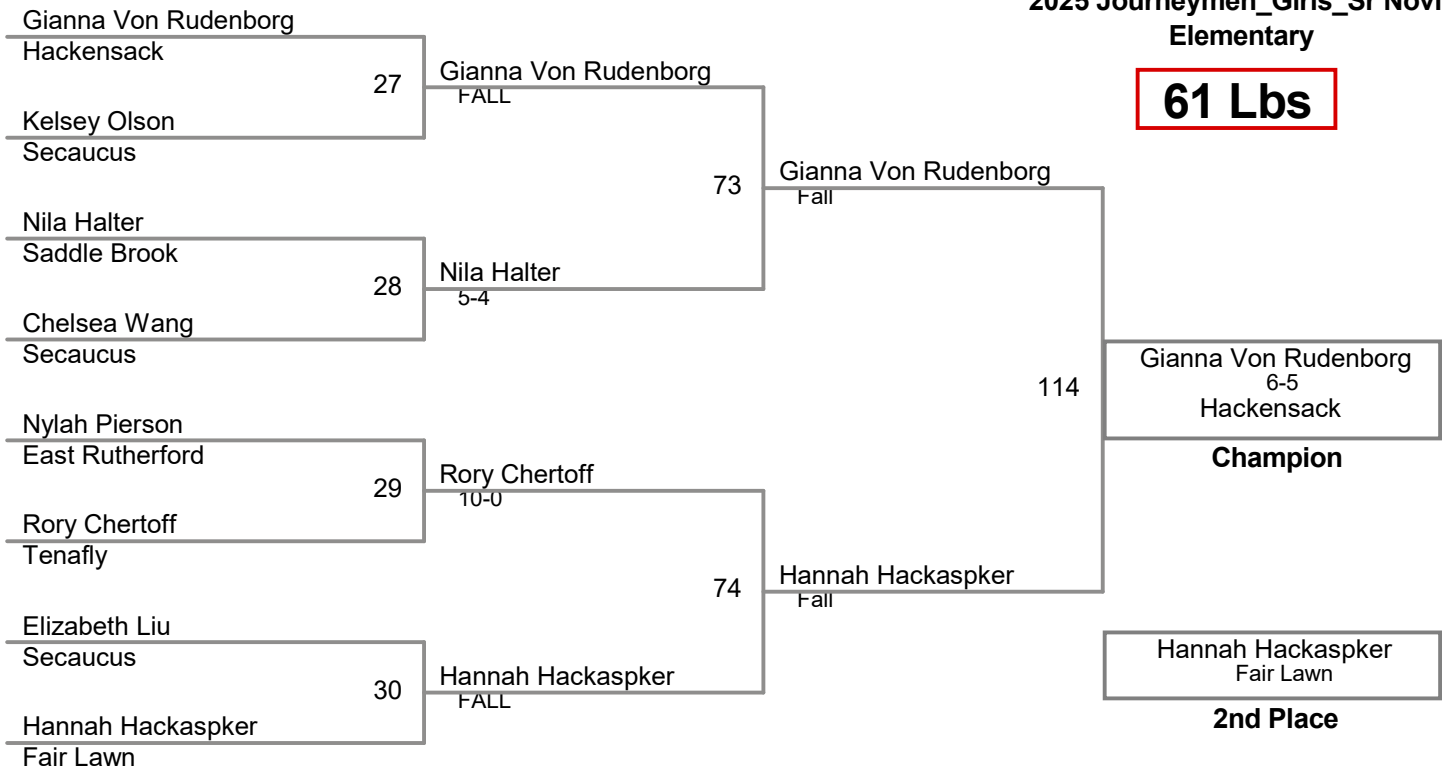 2025 Journeymen_Girls_Sr
Elementary
61 Lbs
Gianna Von Rudenborg
Hackensack
27
Kelsey Olson
Secaucus
Gianna Von Rudenborg
FALL
Nila Halter
Saddle Brook
28
Chelsea Wang
Secaucus
Nila Halter
5-4
73
Gianna Von Rudenborg
Fall
Nylah Pierson
East Rutherford
29
Rory Chertoff
Tenafly
Rory Chertoff
10-0
Elizabeth Liu
Secaucus
30
Hannah Hackaspker
Fair Lawn
Hannah Hackaspker
FALL
74
Hannah Hackaspker
Fall
114
Gianna Von Rudenborg
6-5
Hackensack
Champion
Hannah Hackaspker
Fair Lawn
2nd Place